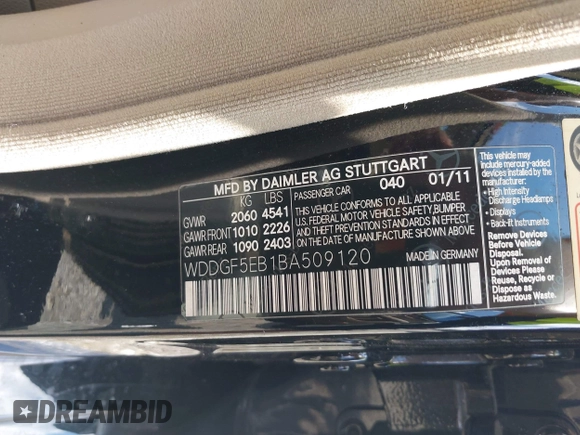 MFD BY DAIMLER AG STUTTGART
KG LBS
GVWR 2060 4541
GAWR FRONT 1010 2226
GAWR REAR 1090 2403
PASSENGER CAR 040 01/11
THIS VEHICLE CONFORMS TO ALL APPLICABLE
U.S. FEDERAL MOTOR VEHICLE SAFETY, BUMPER,
AND THEFT PREVENTION STANDARDS IN EFFECT
ON THE DATE OF MANUFACTURE SHOWN ABOVE
WDDGF5EB1BA509120
MADE IN GERMANY
This vehicle may
include mercury-added
devices installed by the
manufacturer:
- High Intensity
Discharge Headlamps
- Displays
- Back-lit Instruments
Remove Devices
Before Vehicle
Disposal.
Upon Removal
Please Reuse,
Recycle or
Dispose as
Hazardous Waste.
DREAMBID